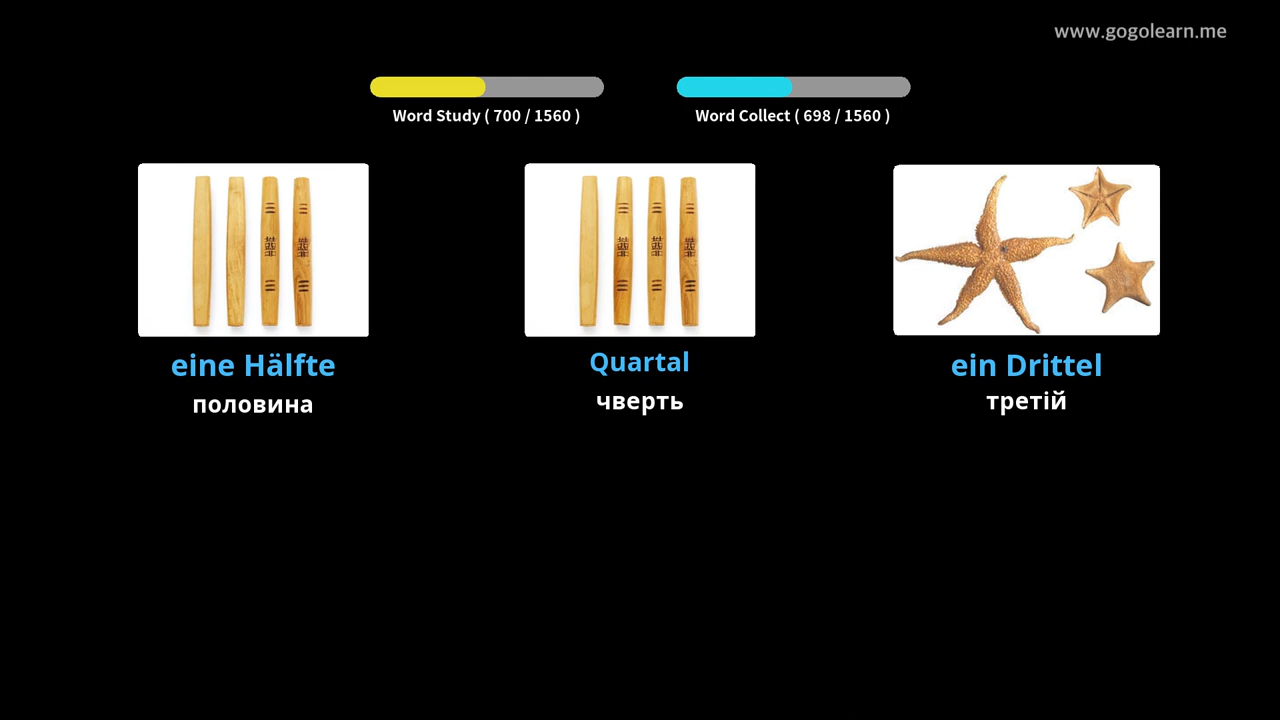 www.gogolearn.me
Word Study ( 700 / 1560 )
Word Collect ( 698 / 1560 )
eine Hälfte
половина
Quartal
чверть
ein Drittel
третій